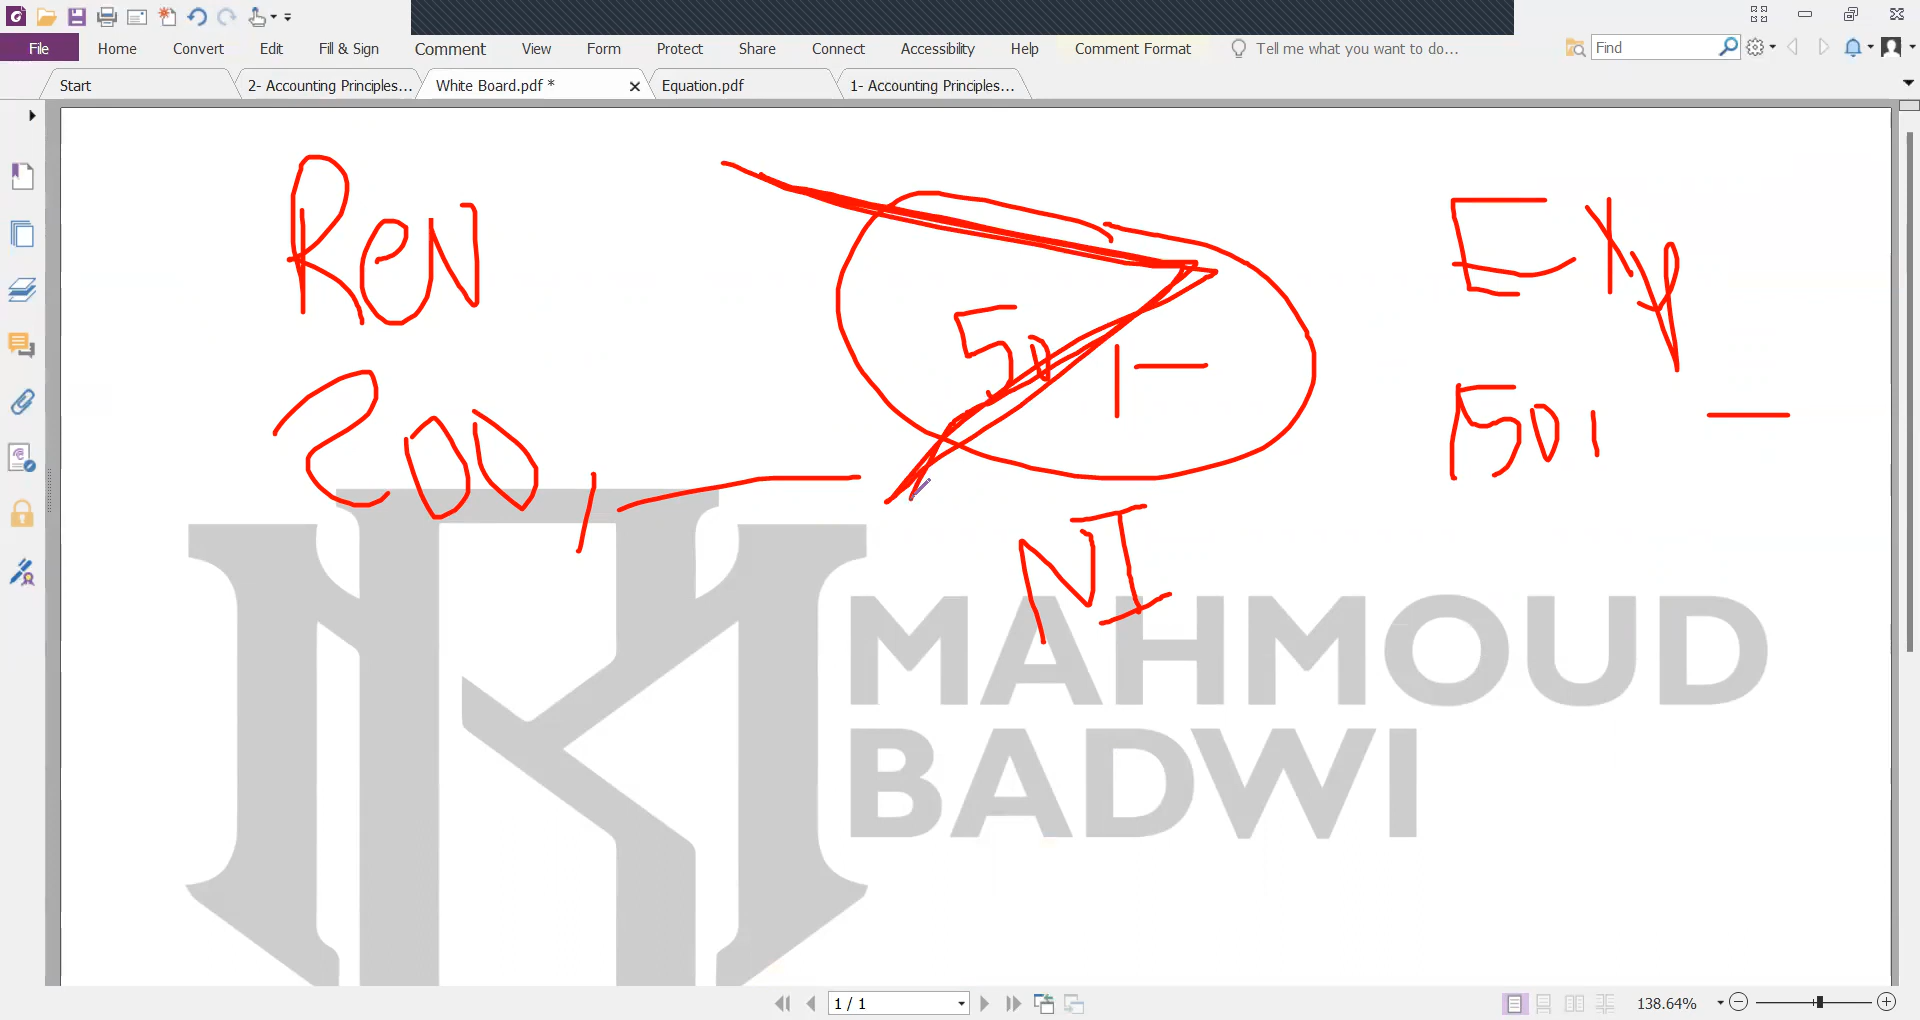 File Home Convert Edit Fill & Sign Comment View Form Protect Share Connect Accessibility Help Comment Format Tell me what you want to do... Find
Start 2- Accounting Principles... White Board.pdf * Equation.pdf 1- Accounting Principles...
Rev Exp
50, 150,
200,
NI
MAHMOUD
BADWI
1 / 1 138.64%